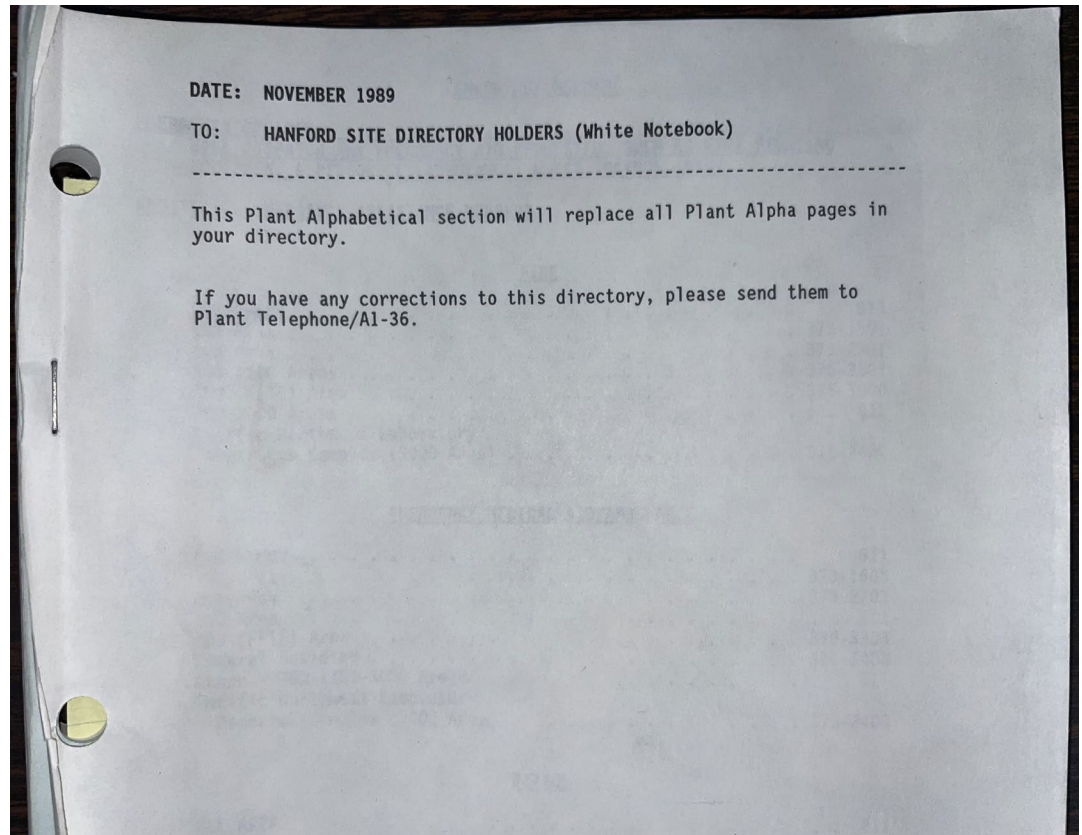 DATE: NOVEMBER 1989
TO: HANFORD SITE DIRECTORY HOLDERS (White Notebook)
This Plant Alphabetical section will replace all Plant Alpha pages in
your directory.
If you have any corrections to this directory, please send them to
Plant Telephone/A1-36.